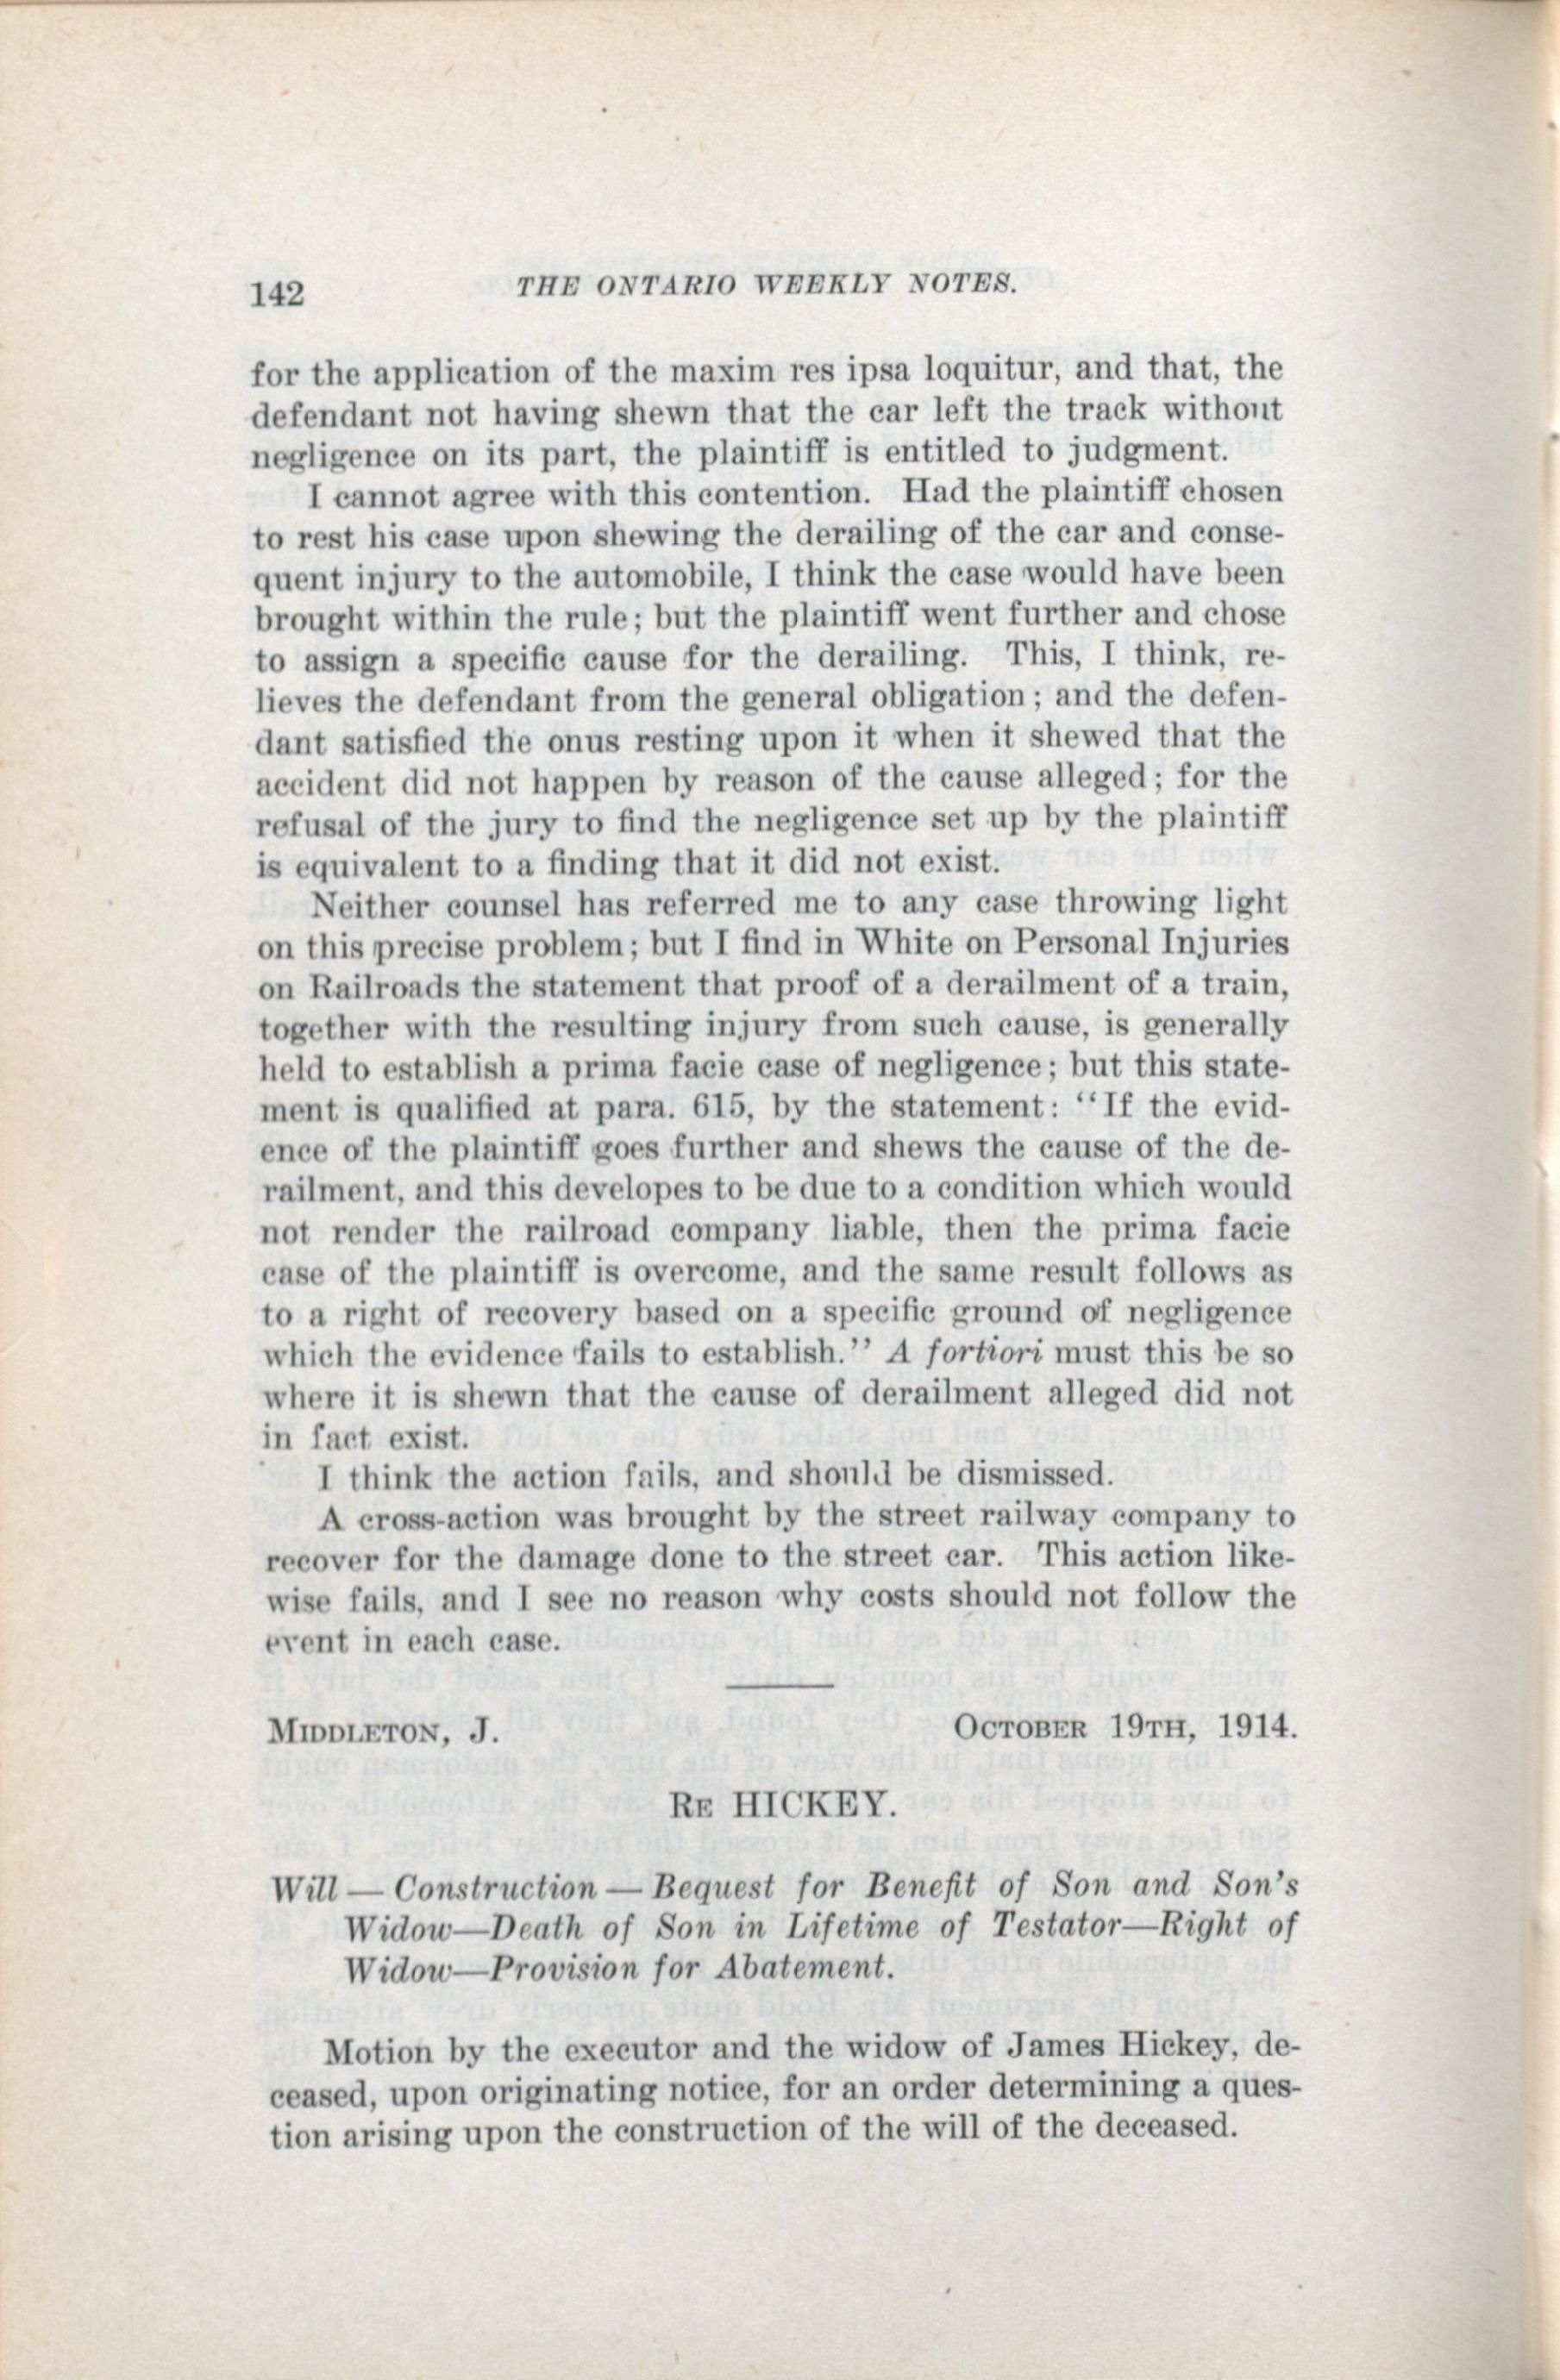 142
THE ONTARIO WEEKLY NOTES.
for the application of the maxim res ipsa loquitur, and that, the
defendant not having shewn that the car left the track without
negligence on its part, the plaintiff is entitled to judgment.
I cannot agree with this contention. Had the plaintiff chosen
to rest his case upon shewing the derailing of the car and conse-
quent injury to the automobile, I think the case would have been
brought within the rule; but the plaintiff went further and chose
to assign a specific cause for the derailing. This, I think, re-
lieves the defendant from the general obligation; and the defen-
dant satisfied the onus resting upon it when it shewed that the
accident did not happen by reason of the cause alleged; for the
refusal of the jury to find the negligence set up by the plaintiff
is equivalent to a finding that it did not exist.
Neither counsel has referred me to any case throwing light
on this precise problem; but I find in White on Personal Injuries
on Railroads the statement that proof of a derailment of a train,
together with the resulting injury from such cause, is generally
held to establish a prima facie case of negligence; but this state-
ment is qualified at para. 615, by the statement: "If the evid-
ence of the plaintiff goes further and shews the cause of the de-
railment, and this developes to be due to a condition which would
not render the railroad company liable, then the prima facie
case of the plaintiff is overcome, and the same result follows as
to a right of recovery based on a specific ground of negligence
which the evidence fails to establish." A fortiori must this be so
where it is shewn that the cause of derailment alleged did not
in fact exist.
I think the action fails, and should be dismissed.
A cross-action was brought by the street railway company to
recover for the damage done to the street car. This action like-
wise fails, and I see no reason why costs should not follow the
event in each case.
MIDDLETON, J. OCTOBER 19TH, 1914.
RE HICKEY.
Will — Construction — Bequest for Benefit of Son and Son's
Widow—Death of Son in Lifetime of Testator—Right of
Widow—Provision for Abatement.
Motion by the executor and the widow of James Hickey, de-
ceased, upon originating notice, for an order determining a ques-
tion arising upon the construction of the will of the deceased.